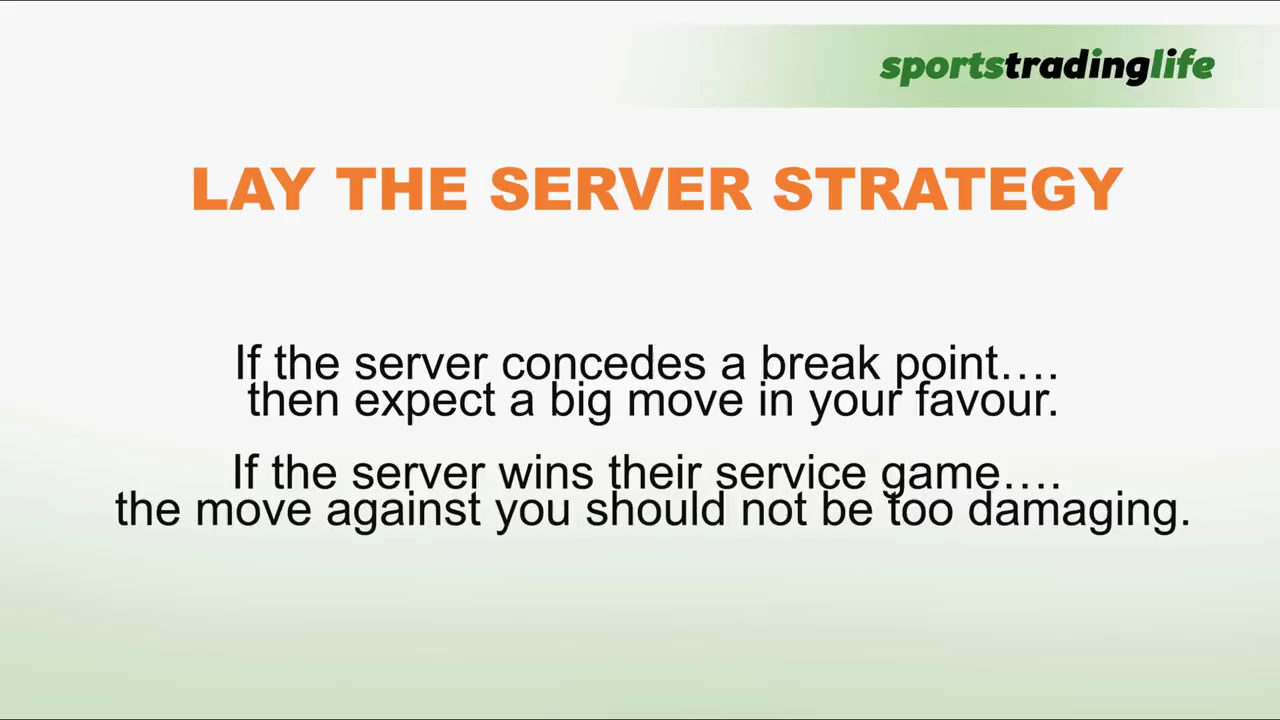 sportstradinglife
LAY THE SERVER STRATEGY
If the server concedes a break point….
then expect a big move in your favour.
If the server wins their service game….
the move against you should not be too damaging.